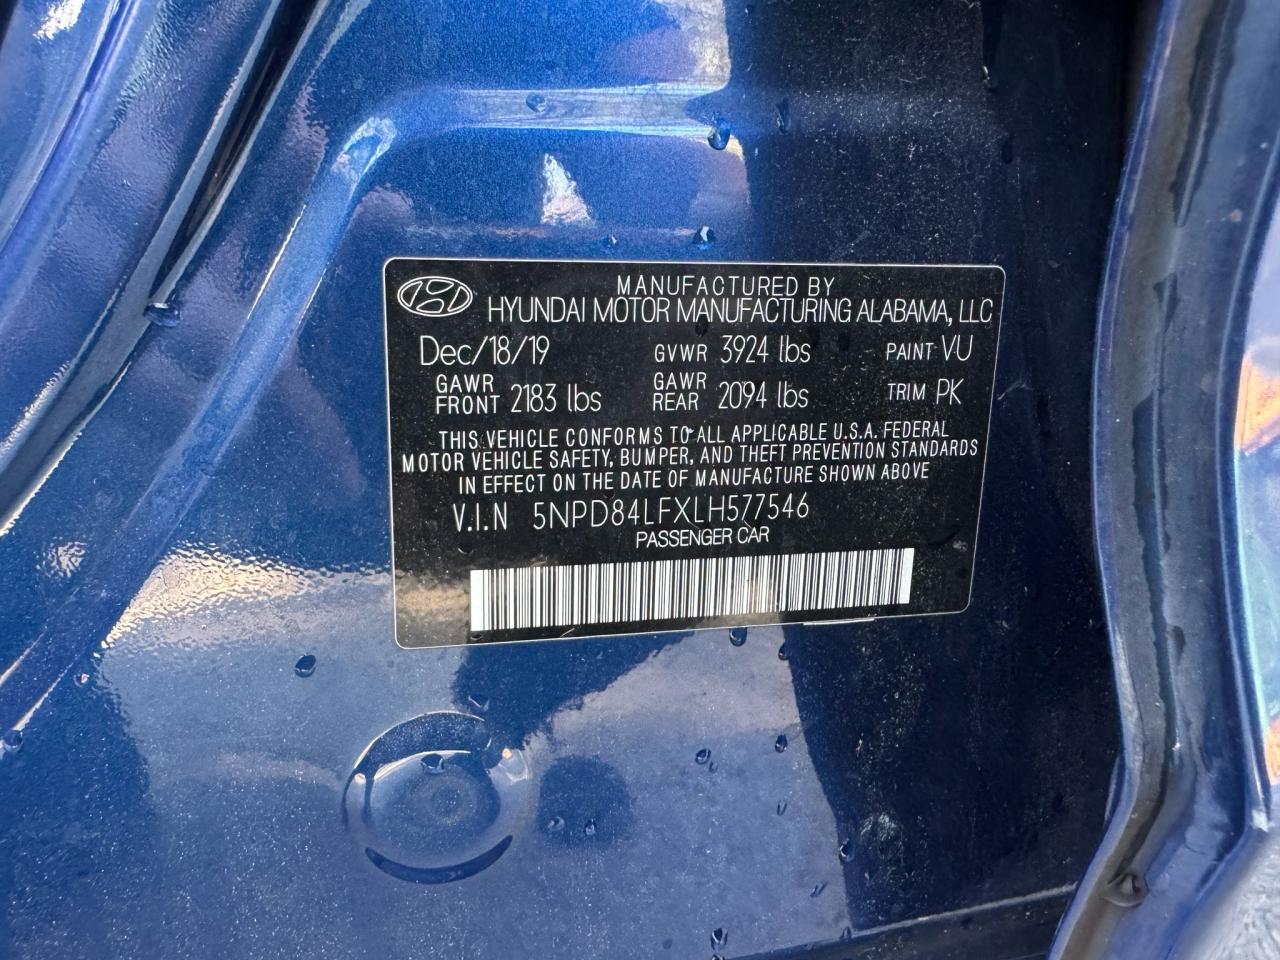 MANUFACTURED BY
HYUNDAI MOTOR MANUFACTURING ALABAMA, LLC
Dec/18/19 GVWR 3924 lbs PAINT VU
GAWR FRONT 2183 lbs GAWR REAR 2094 lbs TRIM PK
THIS VEHICLE CONFORMS TO ALL APPLICABLE U.S.A. FEDERAL
MOTOR VEHICLE SAFETY, BUMPER, AND THEFT PREVENTION STANDARDS
IN EFFECT ON THE DATE OF MANUFACTURE SHOWN ABOVE
V.I.N 5NPD84LFXLH577546
PASSENGER CAR